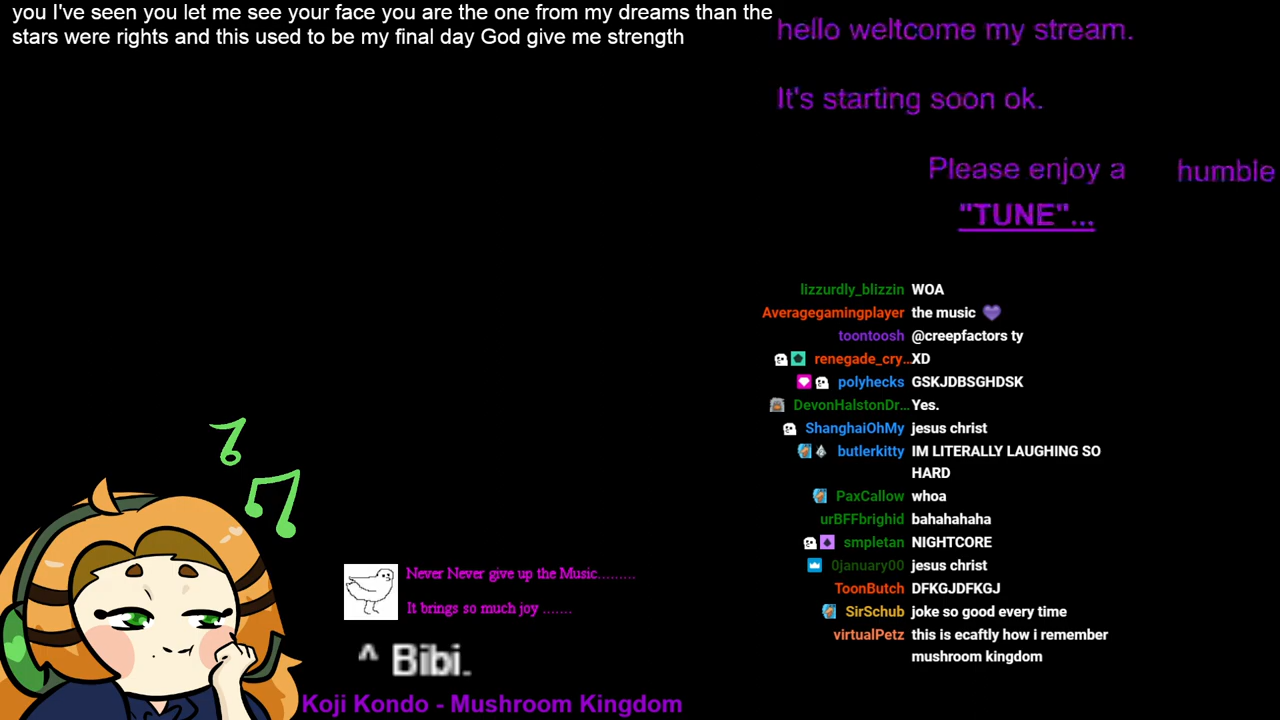 you I've seen you let me see your face you are the one from my dreams than the
stars were rights and this used to be my final day God give me strength
hello weltcome my stream.
It's starting soon ok.
Please enjoy a humble
"TUNE"...
lizzurdly_blizzin WOA
Averagegamingplayer the music
toontoosh @creepfactors ty
renegade_cry... XD
polyhecks GSKJDBSGHDSK
DevonHalstonDr... Yes.
ShanghaiOhMy jesus christ
butlerkitty IM LITERALLY LAUGHING SO
HARD
PaxCallow whoa
urBFFbrighid bahahahaha
smpletan NIGHTCORE
0january00 jesus christ
ToonButch DFKGJDFKGJ
SirSchub joke so good every time
virtualPetz this is ecaftly how i remember
mushroom kingdom
Never Never give up the Music.........
It brings so much joy .......
^ Bibi.
Koji Kondo - Mushroom Kingdom